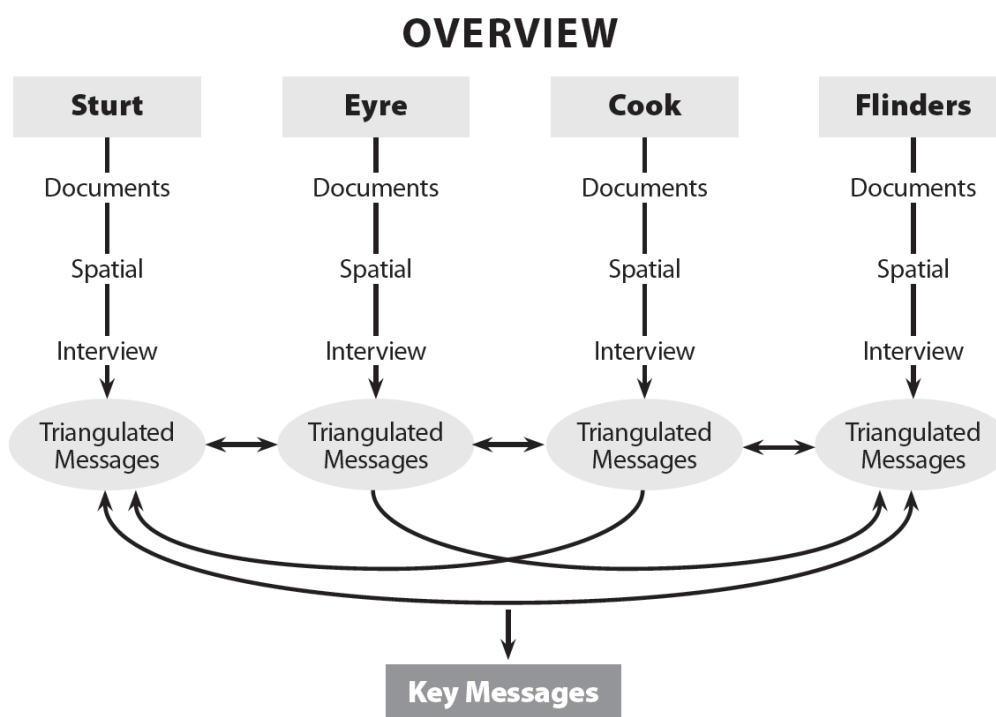 OVERVIEW
Sturt
Eyre
Cook
Flinders
Documents
Documents
Documents
Documents
Spatial
Spatial
Spatial
Spatial
Interview
Interview
Interview
Interview
Triangulated
Messages
Triangulated
Messages
Triangulated
Messages
Triangulated
Messages
Key Messages